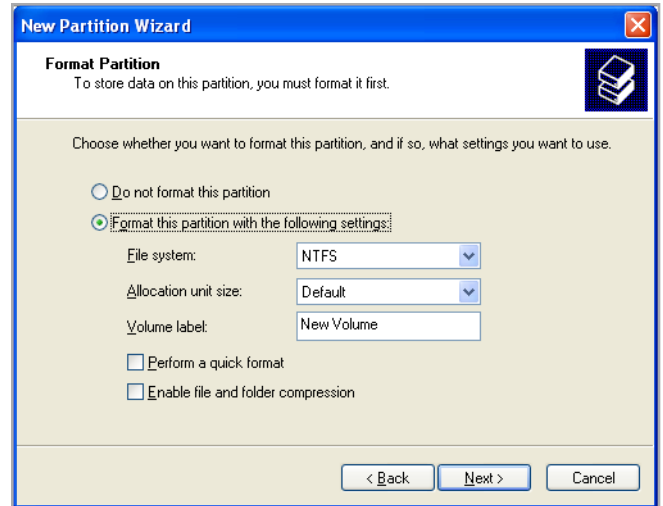 New Partition Wizard
Format Partition
To store data on this partition, you must format it first.
Choose whether you want to format this partition, and if so, what settings you want to use.
Do not format this partition
Format this partition with the following settings:
File system: NTFS
Allocation unit size: Default
Volume label: New Volume
Perform a quick format
Enable file and folder compression
< Back Next > Cancel